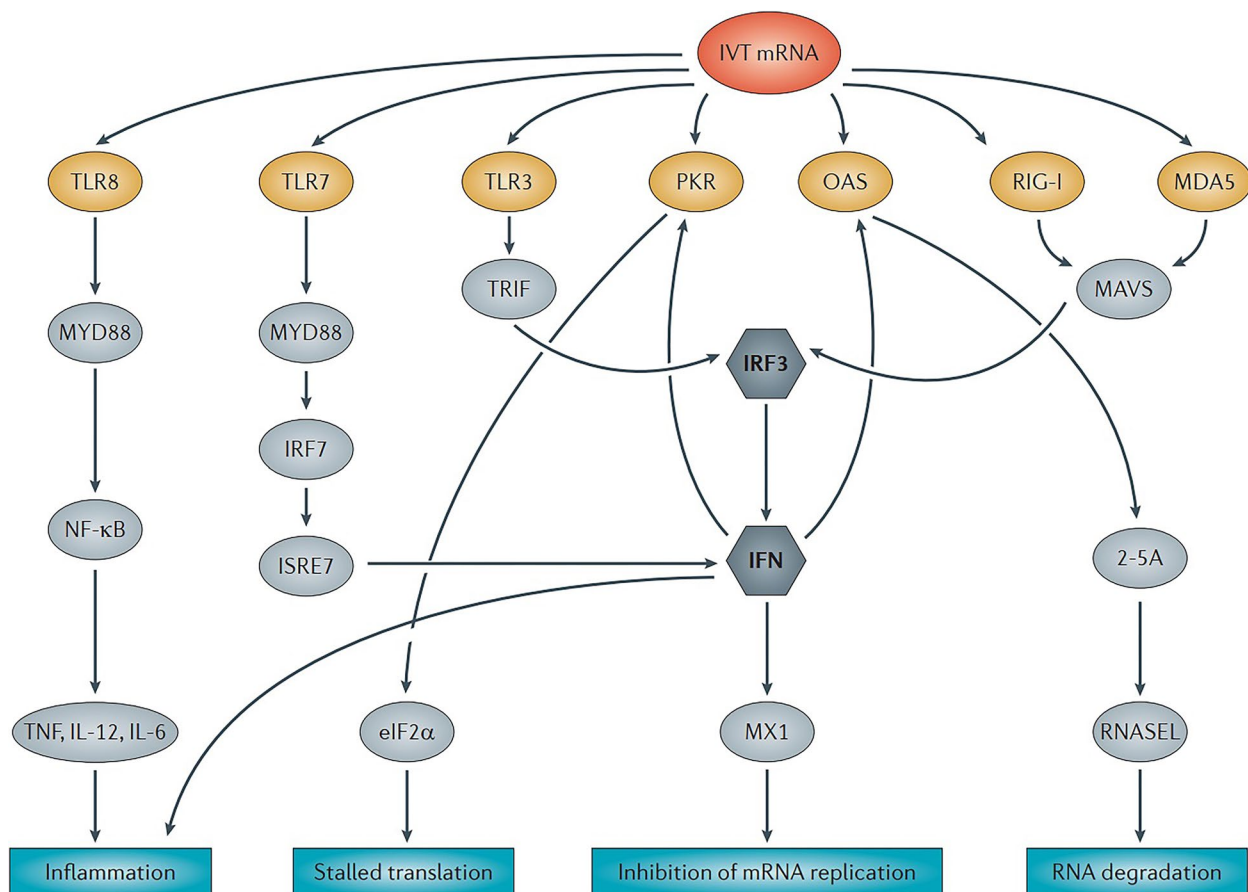 IVT mRNA
TLR8
TLR7
TLR3
PKR
OAS
RIG-I
MDA5
TRIF
MAVS
MYD88
MYD88
IRF3
IRF7
NF-κB
ISRE7
IFN
2-5A
TNF, IL-12, IL-6
eIF2α
MX1
RNASEL
Inflammation
Stalled translation
Inhibition of mRNA replication
RNA degradation